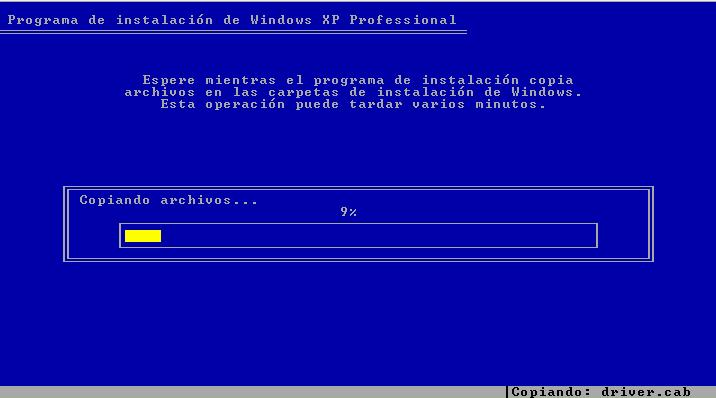 Programa de instalación de Windows XP Professional
Espere mientras el programa de instalación copia
archivos en las carpetas de instalación de Windows.
Esta operación puede tardar varios minutos.
Copiando archivos...
9%
Copiando: driver.cab